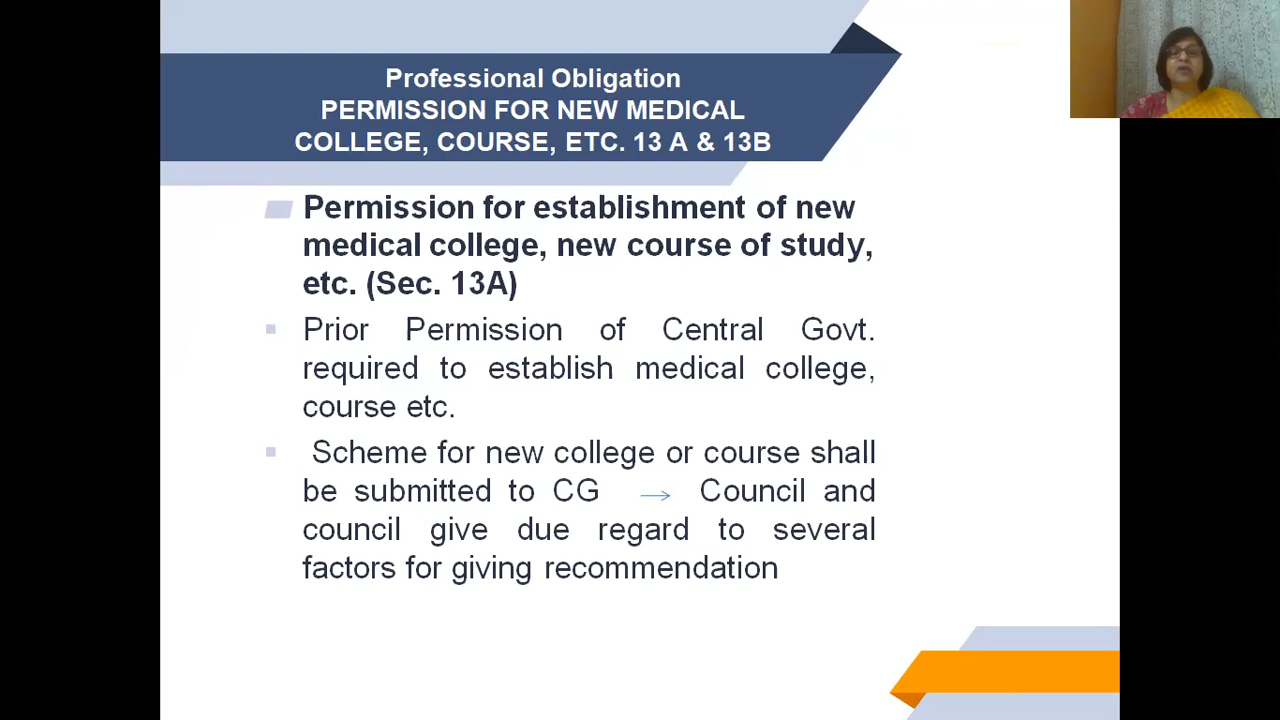 Professional Obligation
PERMISSION FOR NEW MEDICAL
COLLEGE, COURSE, ETC. 13 A & 13B
Permission for establishment of new
medical college, new course of study,
etc. (Sec. 13A)
Prior Permission of Central Govt.
required to establish medical college,
course etc.
Scheme for new college or course shall
be submitted to CG → Council and
council give due regard to several
factors for giving recommendation